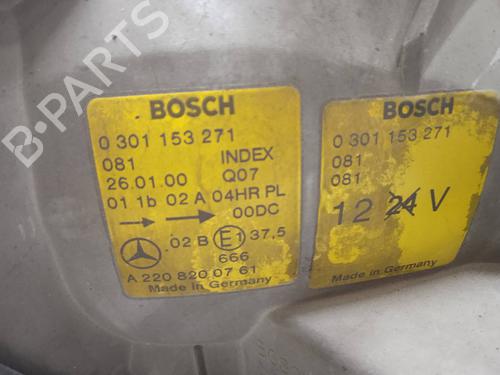 B-PARTS
BOSCH
0 301 153 271
081 INDEX
26.01.00 Q07
01 1b 02 A 04HR PL
00DC
.02 B E1 37,5
666
A 220 820 07 61
Made in Germany
BOSCH
0 301 153 271
081
081
12 24 V
Made in Germany